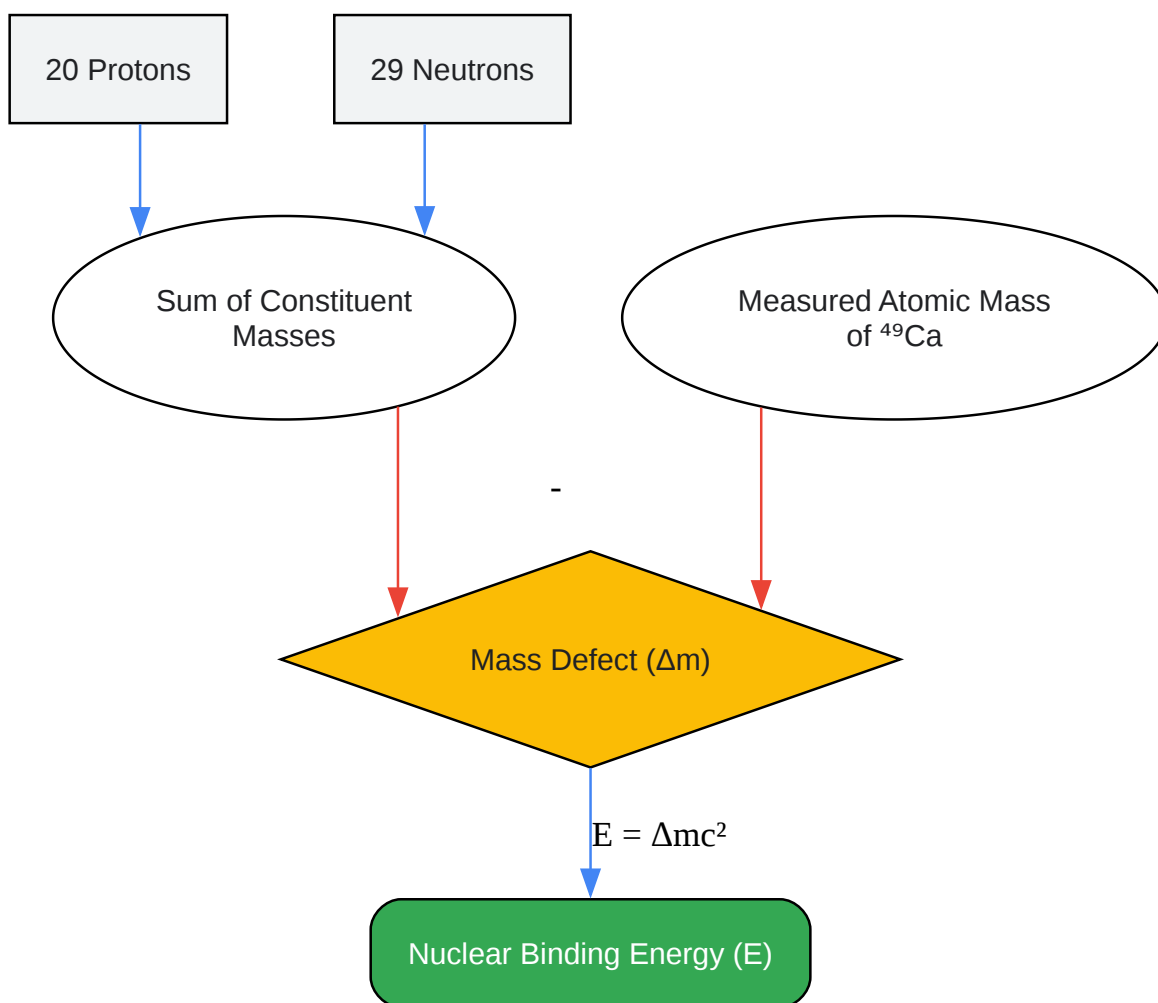 20 Protons
29 Neutrons
Sum of Constituent
Masses
Measured Atomic Mass
of ⁴⁹Ca
-
Mass Defect (Δm)
E = Δmc²
Nuclear Binding Energy (E)